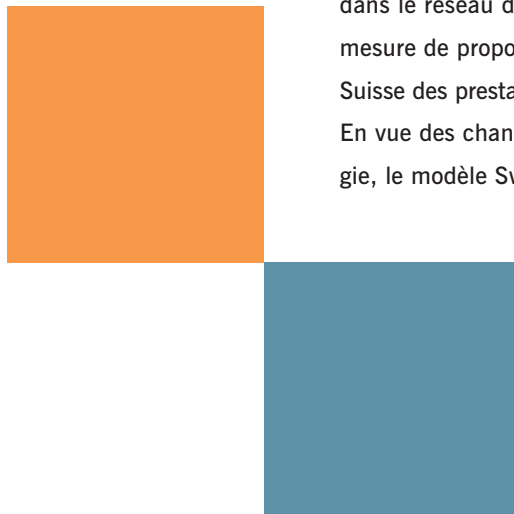 dans le réseau d
mesure de propo
Suisse des presta
En vue des chan
gie, le modèle Sw